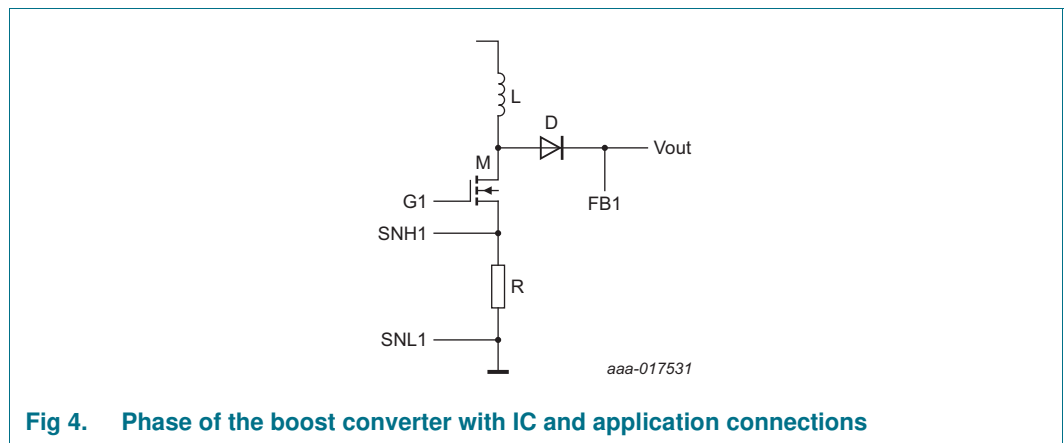 L
D
Vout
M
G1
FB1
SNH1
R
SNL1
aaa-017531
Fig 4. Phase of the boost converter with IC and application connections